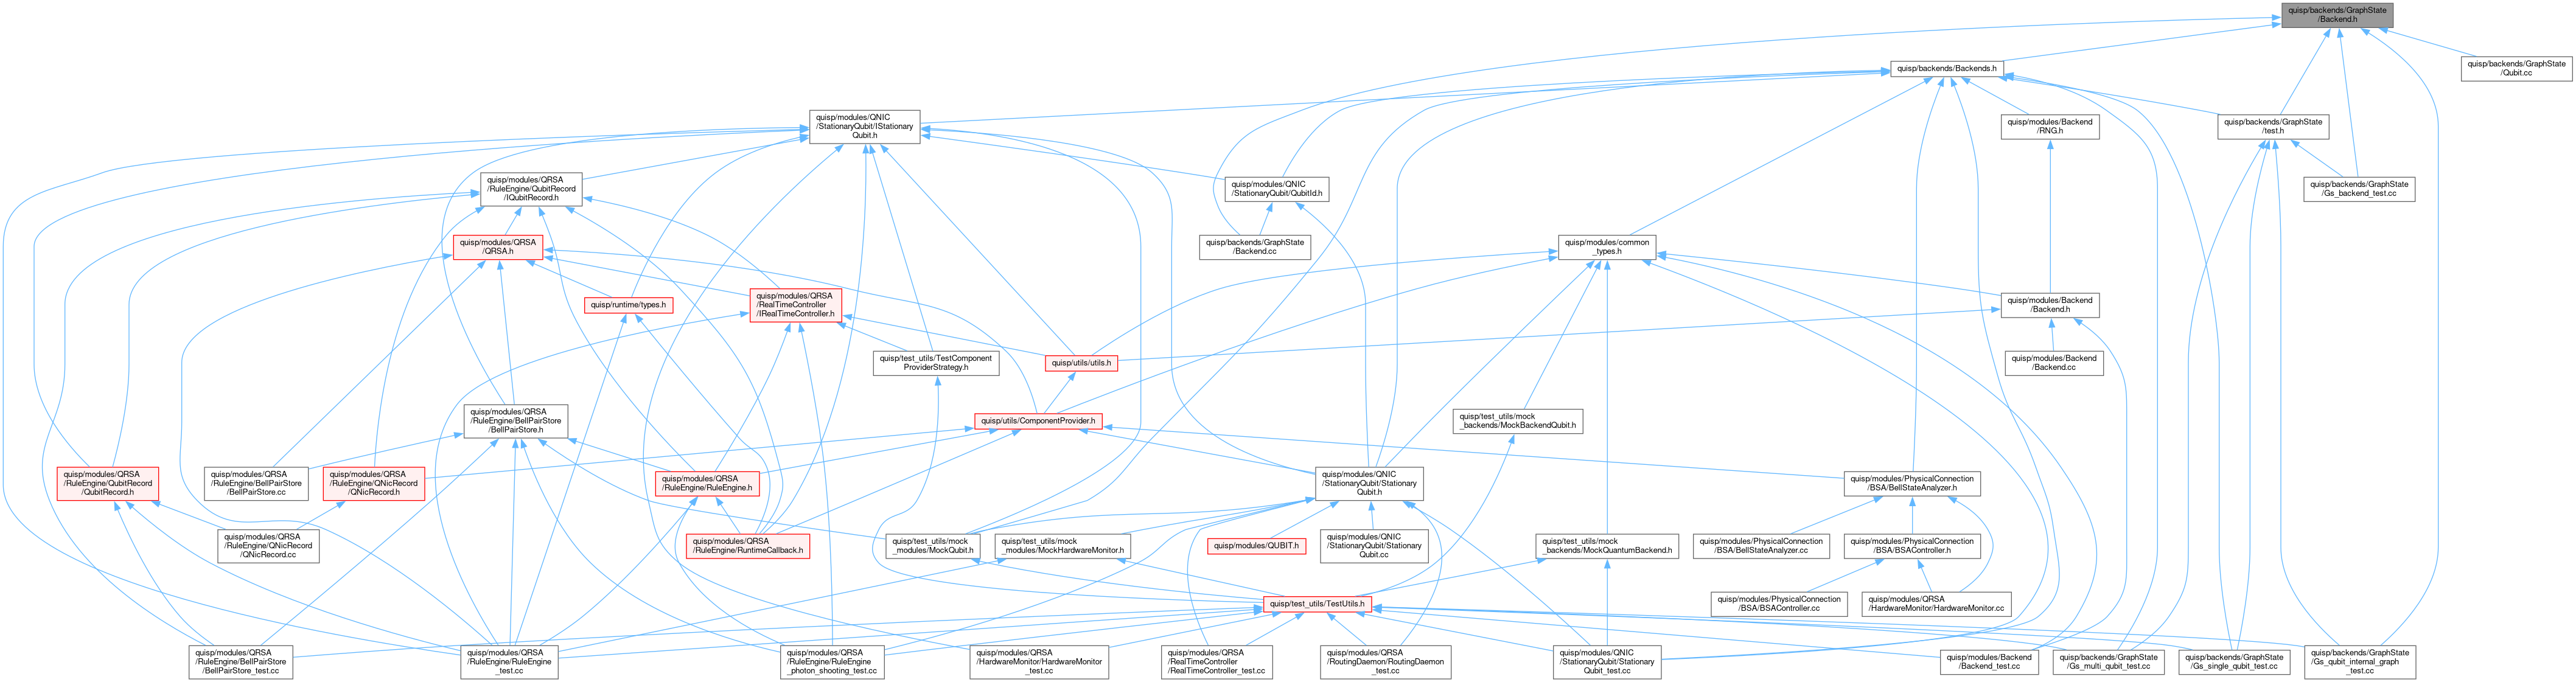 quisp/backends/GraphState
/Backend.h
quisp/backends/Backends.h
quisp/backends/GraphState
/Qubit.cc
quisp/modules/QNIC
/StationaryQubit/IStationary
Qubit.h
quisp/modules/Backend
/RNG.h
quisp/backends/GraphState
/test.h
quisp/modules/QRSA
/RuleEngine/QubitRecord
/IQubitRecord.h
quisp/modules/QNIC
/StationaryQubit/QubitId.h
quisp/backends/GraphState
/Gs_backend_test.cc
quisp/modules/QRSA
/QRSA.h
quisp/backends/GraphState
/Backend.cc
quisp/modules/common
_types.h
quisp/runtime/types.h
quisp/modules/QRSA
/RealTimeController
/IRealTimeController.h
quisp/modules/Backend
/Backend.h
quisp/test_utils/TestComponent
ProviderStrategy.h
quisp/utils/utils.h
quisp/modules/Backend
/Backend.cc
quisp/modules/QRSA
/RuleEngine/BellPairStore
/BellPairStore.h
quisp/utils/ComponentProvider.h
quisp/test_utils/mock
_backends/MockBackendQubit.h
quisp/modules/QRSA
/RuleEngine/QubitRecord
/QubitRecord.h
quisp/modules/QRSA
/RuleEngine/BellPairStore
/BellPairStore.cc
quisp/modules/QRSA
/RuleEngine/QNicRecord
/QNicRecord.h
quisp/modules/QRSA
/RuleEngine/RuleEngine.h
quisp/modules/QNIC
/StationaryQubit/Stationary
Qubit.h
quisp/modules/PhysicalConnection
/BSA/BellStateAnalyzer.h
quisp/modules/QRSA
/RuleEngine/QNicRecord
/QNicRecord.cc
quisp/modules/QRSA
/RuleEngine/RuntimeCallback.h
quisp/test_utils/mock
_modules/MockQubit.h
quisp/test_utils/mock
_modules/MockHardwareMonitor.h
quisp/modules/QUBIT.h
quisp/modules/QNIC
/StationaryQubit/Stationary
Qubit.cc
quisp/test_utils/mock
_backends/MockQuantumBackend.h
quisp/modules/PhysicalConnection
/BSA/BellStateAnalyzer.cc
quisp/modules/PhysicalConnection
/BSA/BSAController.h
quisp/test_utils/TestUtils.h
quisp/modules/PhysicalConnection
/BSA/BSAController.cc
quisp/modules/QRSA
/HardwareMonitor/HardwareMonitor.cc
quisp/modules/QRSA
/RuleEngine/BellPairStore
/BellPairStore_test.cc
quisp/modules/QRSA
/RuleEngine/RuleEngine
_test.cc
quisp/modules/QRSA
/RuleEngine/RuleEngine
_photon_shooting_test.cc
quisp/modules/QRSA
/HardwareMonitor/HardwareMonitor
_test.cc
quisp/modules/QRSA
/RealTimeController
/RealTimeController_test.cc
quisp/modules/QRSA
/RoutingDaemon/RoutingDaemon
_test.cc
quisp/modules/QNIC
/StationaryQubit/Stationary
Qubit_test.cc
quisp/modules/Backend
/Backend_test.cc
quisp/backends/GraphState
/Gs_multi_qubit_test.cc
quisp/backends/GraphState
/Gs_single_qubit_test.cc
quisp/backends/GraphState
/Gs_qubit_internal_graph
_test.cc